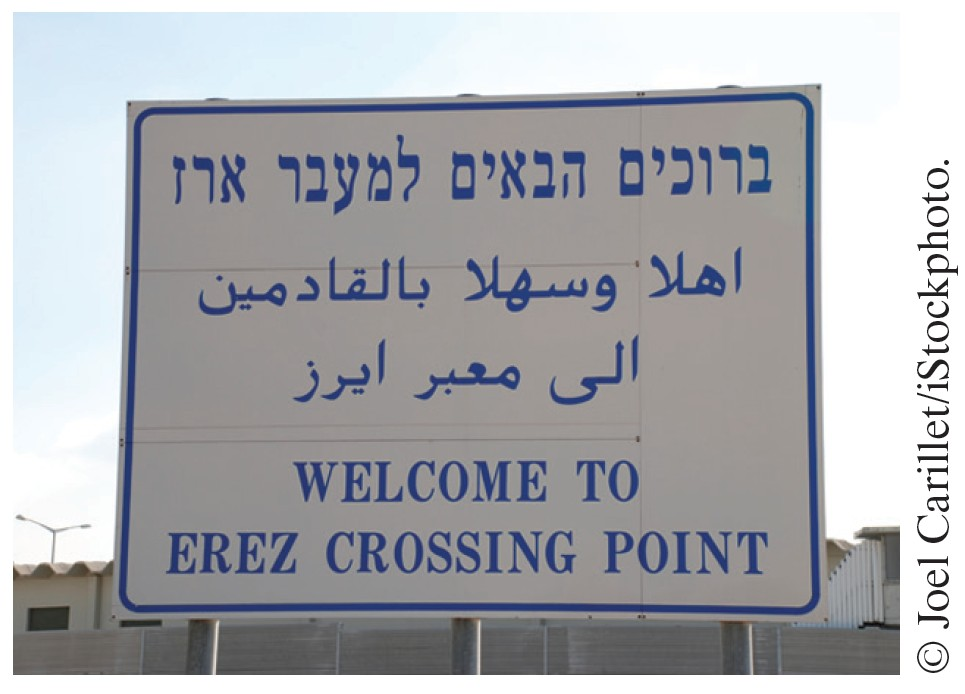 ברוכים הבאים למעבר ארז
اهلا وسهلا بالقادمين
الى معبر ايرز
WELCOME TO
EREZ CROSSING POINT
© Joel Carillet/iStockphoto.